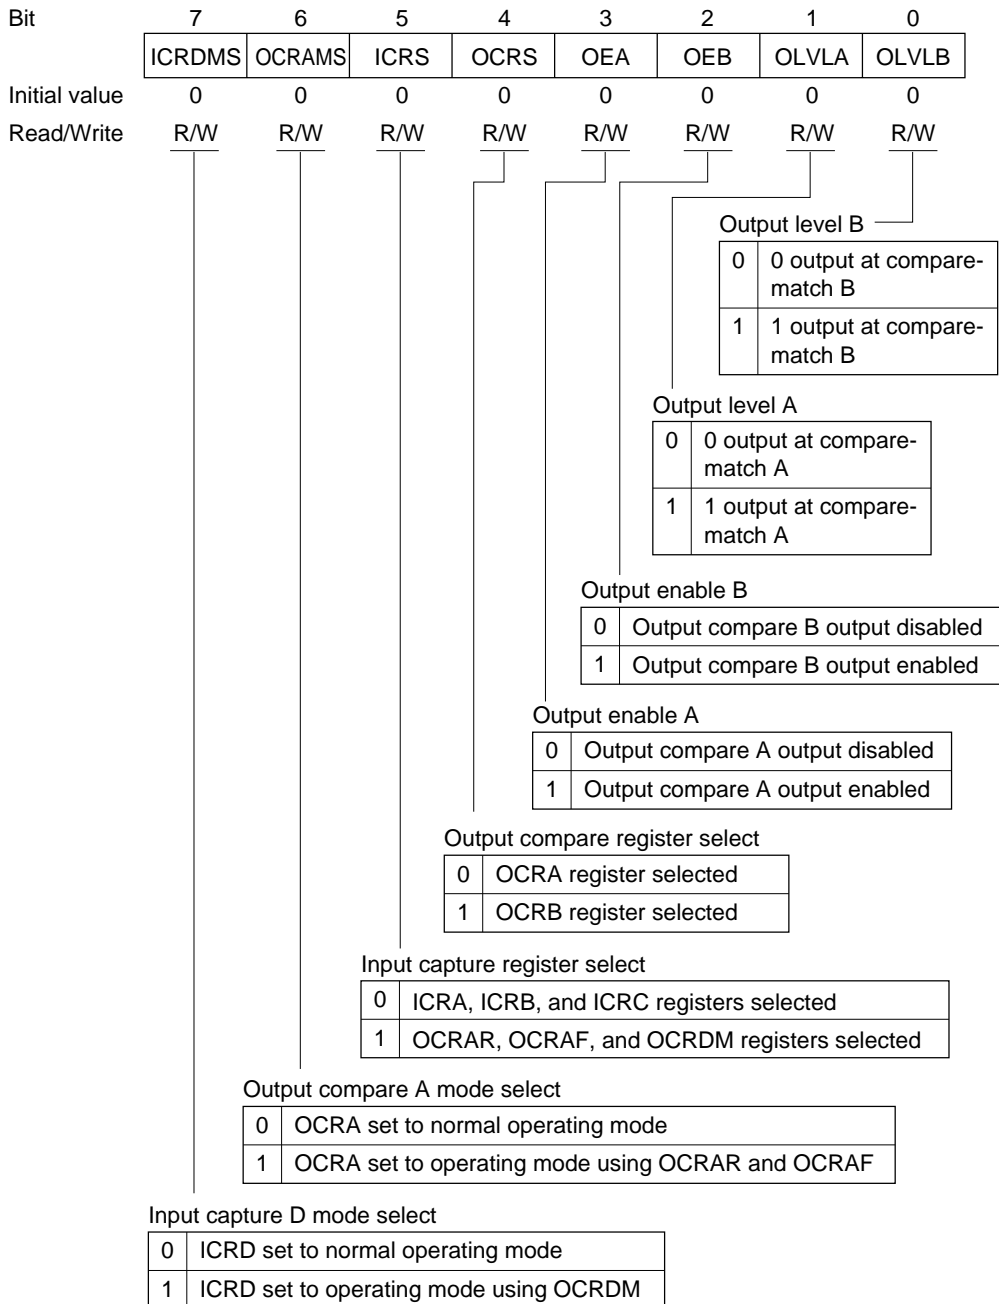 Bit 7 6 5 4 3 2 1 0
ICRDMS OCRAMS ICRS OCRS OEA OEB OLVLA OLVLB
Initial value 0 0 0 0 0 0 0 0
Read/Write R/W R/W R/W R/W R/W R/W R/W R/W
Output level B
0 0 output at compare-
match B
1 1 output at compare-
match B
Output level A
0 0 output at compare-
match A
1 1 output at compare-
match A
Output enable B
0 Output compare B output disabled
1 Output compare B output enabled
Output enable A
0 Output compare A output disabled
1 Output compare A output enabled
Output compare register select
0 OCRA register selected
1 OCRB register selected
Input capture register select
0 ICRA, ICRB, and ICRC registers selected
1 OCRAR, OCRAF, and OCRDM registers selected
Output compare A mode select
0 OCRA set to normal operating mode
1 OCRA set to operating mode using OCRAR and OCRAF
Input capture D mode select
0 ICRD set to normal operating mode
1 ICRD set to operating mode using OCRDM